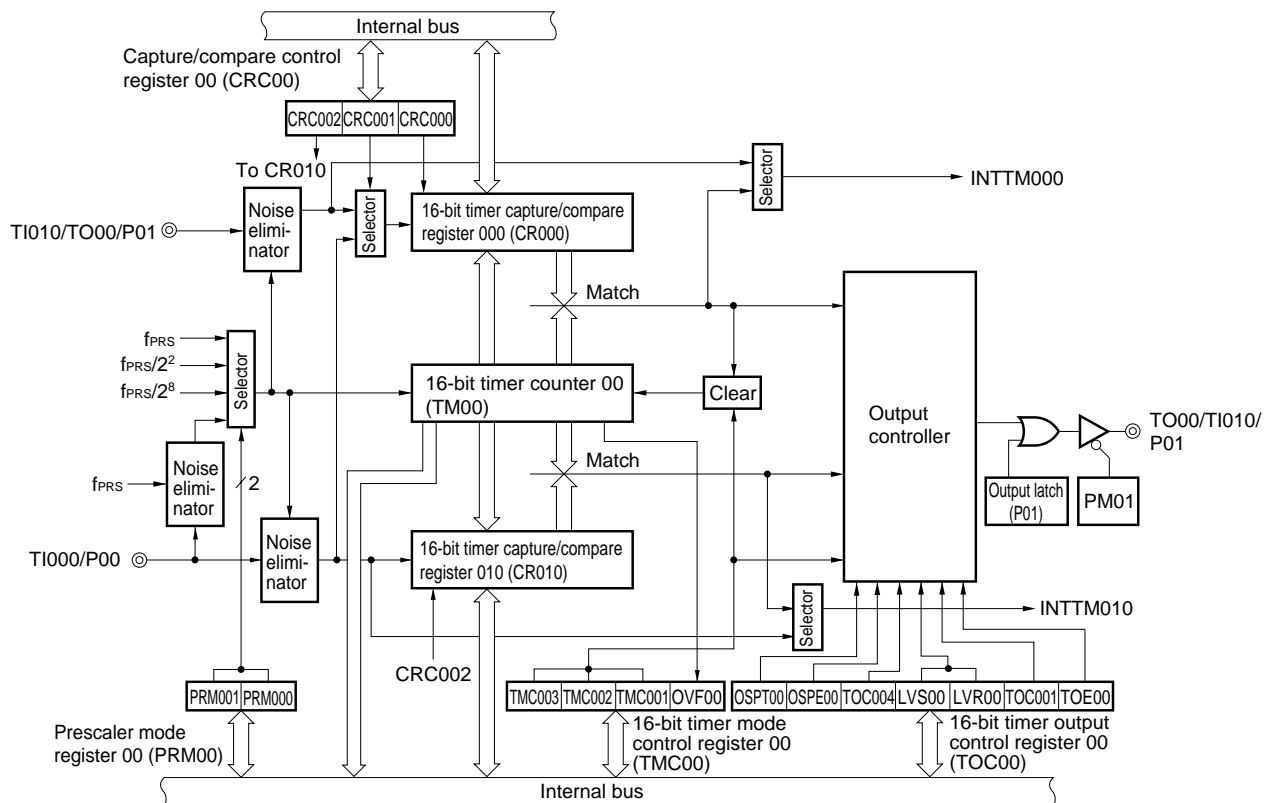 Internal bus
Capture/compare control
register 00 (CRC00)
CRC002 CRC001 CRC000
To CR010
Selector
INTTM000
TI010/TO00/P01
Noise
elimi-
nator
Selector
16-bit timer capture/compare
register 000 (CR000)
Match
fPRS
fPRS/2²
fPRS/2⁸
Selector
16-bit timer counter 00
(TM00)
Clear
Output
controller
TO00/TI010/
P01
Match
fPRS
Noise
elimi-
nator
2
Output latch
(P01)
PM01
TI000/P00
Noise
elimi-
nator
16-bit timer capture/compare
register 010 (CR010)
Selector
INTTM010
CRC002
PRM001 PRM000
TMC003 TMC002 TMC001 OVF00
OSPT00 OSPE00 TOC004 LVS00 LVR00 TOC001 TOE00
Prescaler mode
register 00 (PRM00)
16-bit timer mode
control register 00
(TMC00)
16-bit timer output
control register 00
(TOC00)
Internal bus